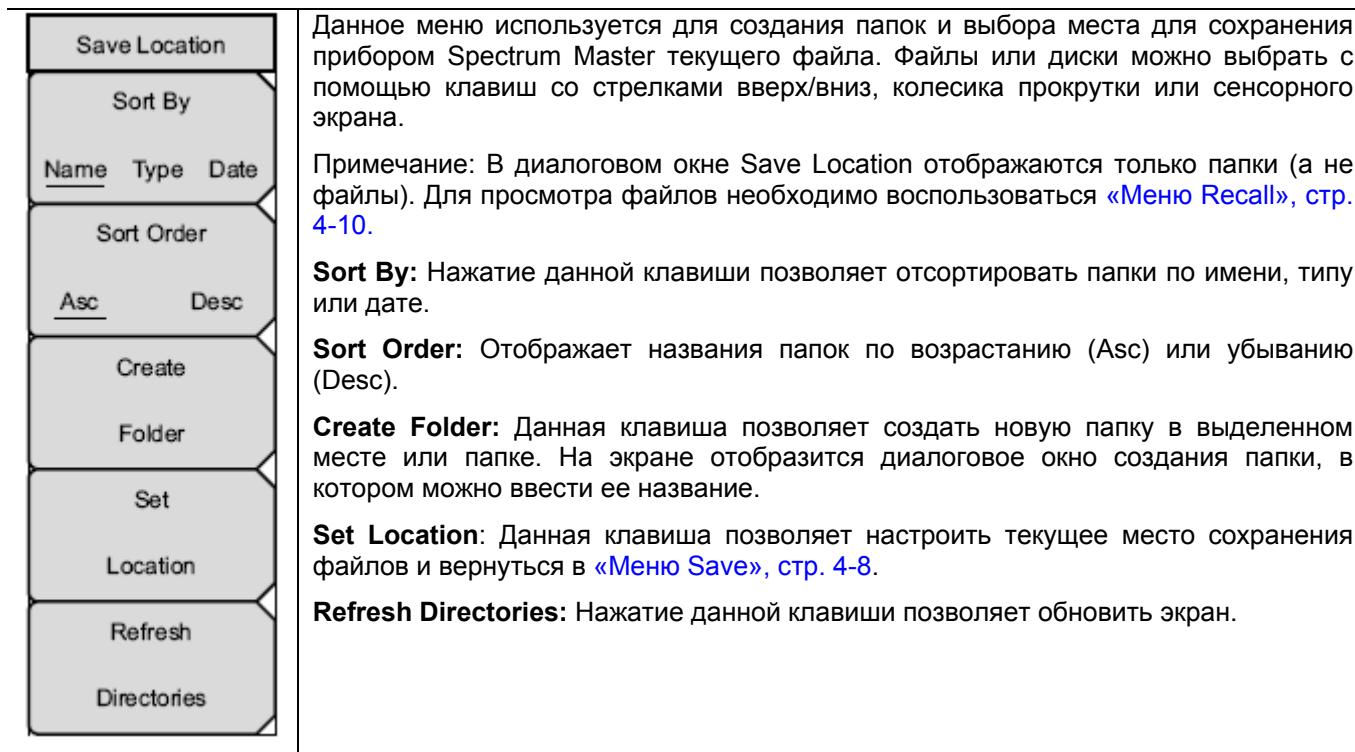 Save Location
Sort By
Name Type Date
Sort Order
Asc Desc
Create
Folder
Set
Location
Refresh
Directories
Данное меню используется для создания папок и выбора места для сохранения
прибором Spectrum Master текущего файла. Файлы или диски можно выбрать с
помощью клавиш со стрелками вверх/вниз, колесика прокрутки или сенсорного
экрана.
Примечание: В диалоговом окне Save Location отображаются только папки (а не
файлы). Для просмотра файлов необходимо воспользоваться «Меню Recall», стр.
4-10.
Sort By: Нажатие данной клавиши позволяет отсортировать папки по имени, типу
или дате.
Sort Order: Отображает названия папок по возрастанию (Asc) или убыванию
(Desc).
Create Folder: Данная клавиша позволяет создать новую папку в выделенном
месте или папке. На экране отобразится диалоговое окно создания папки, в
котором можно ввести ее название.
Set Location: Данная клавиша позволяет настроить текущее место сохранения
файлов и вернуться в «Меню Save», стр. 4-8.
Refresh Directories: Нажатие данной клавиши позволяет обновить экран.